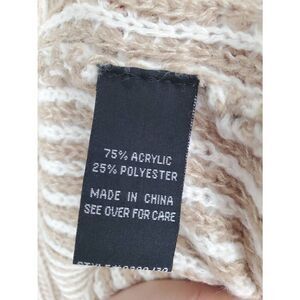 75% ACRYLIC
25% POLYESTER
MADE IN CHINA
SEE OVER FOR CARE